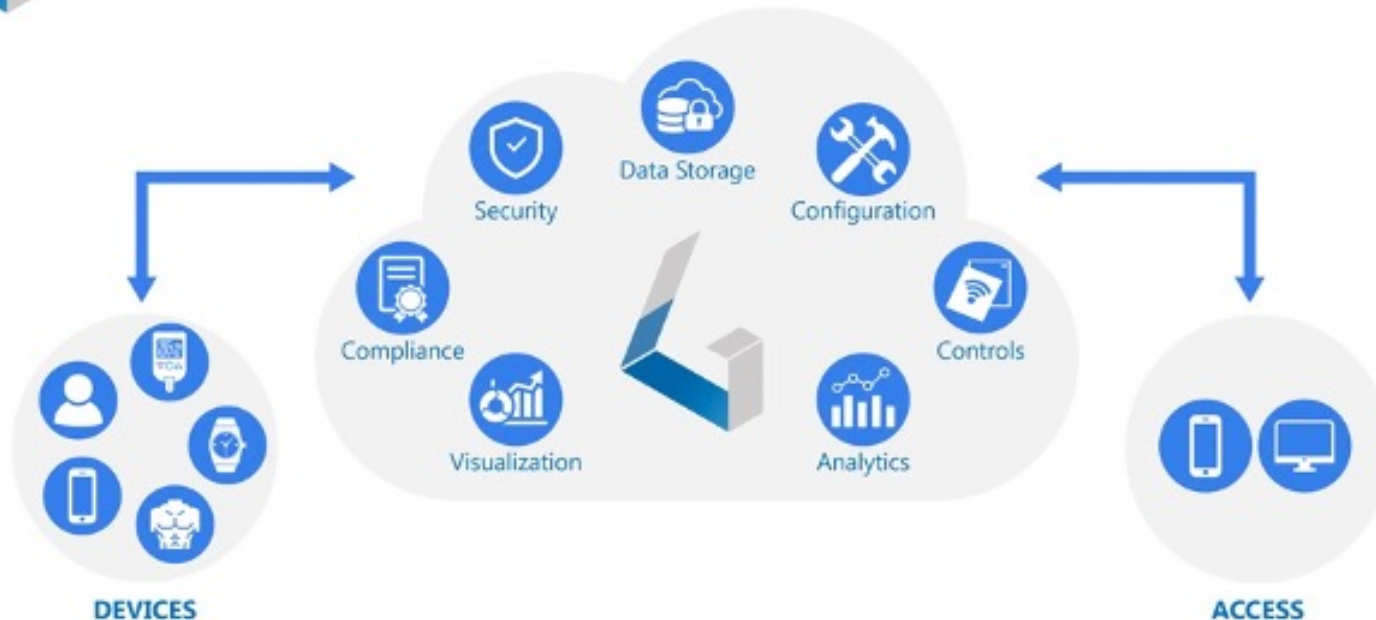 Data Storage
Security
Configuration
Compliance
Controls
Visualization
Analytics
DEVICES
ACCESS